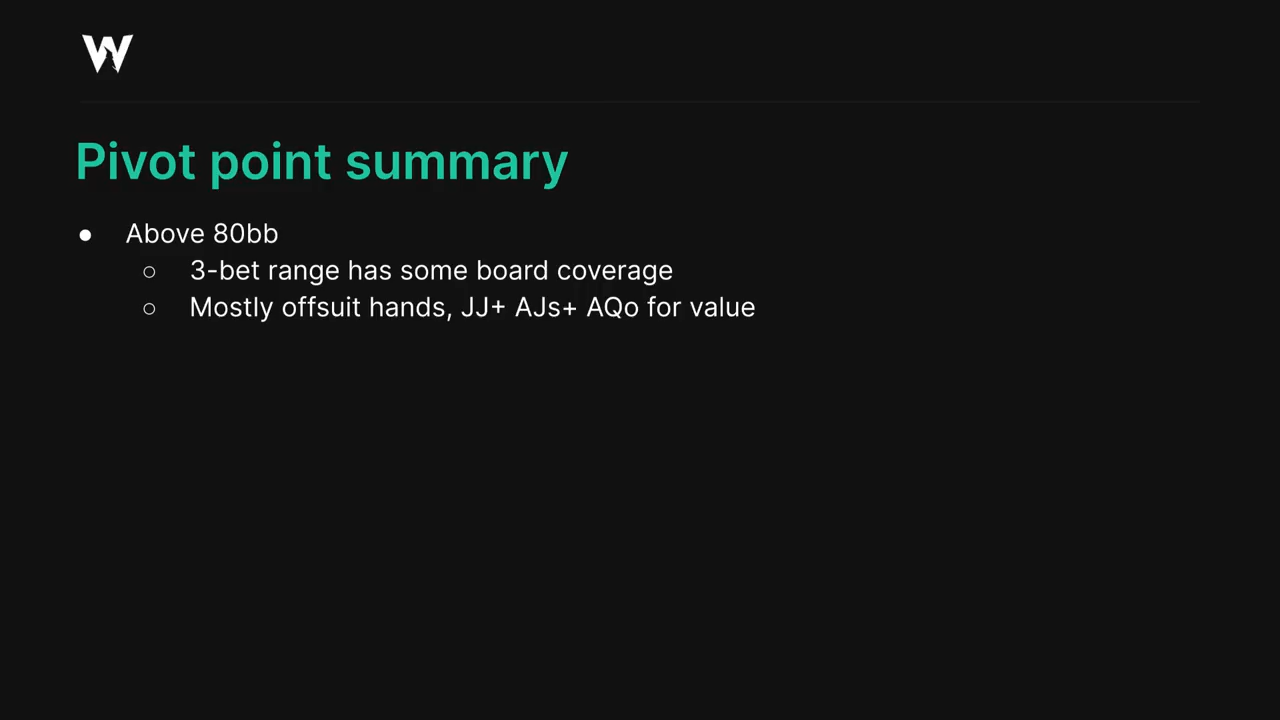 W
Pivot point summary
● Above 80bb
○ 3-bet range has some board coverage
○ Mostly offsuit hands, JJ+ AJs+ AQo for value